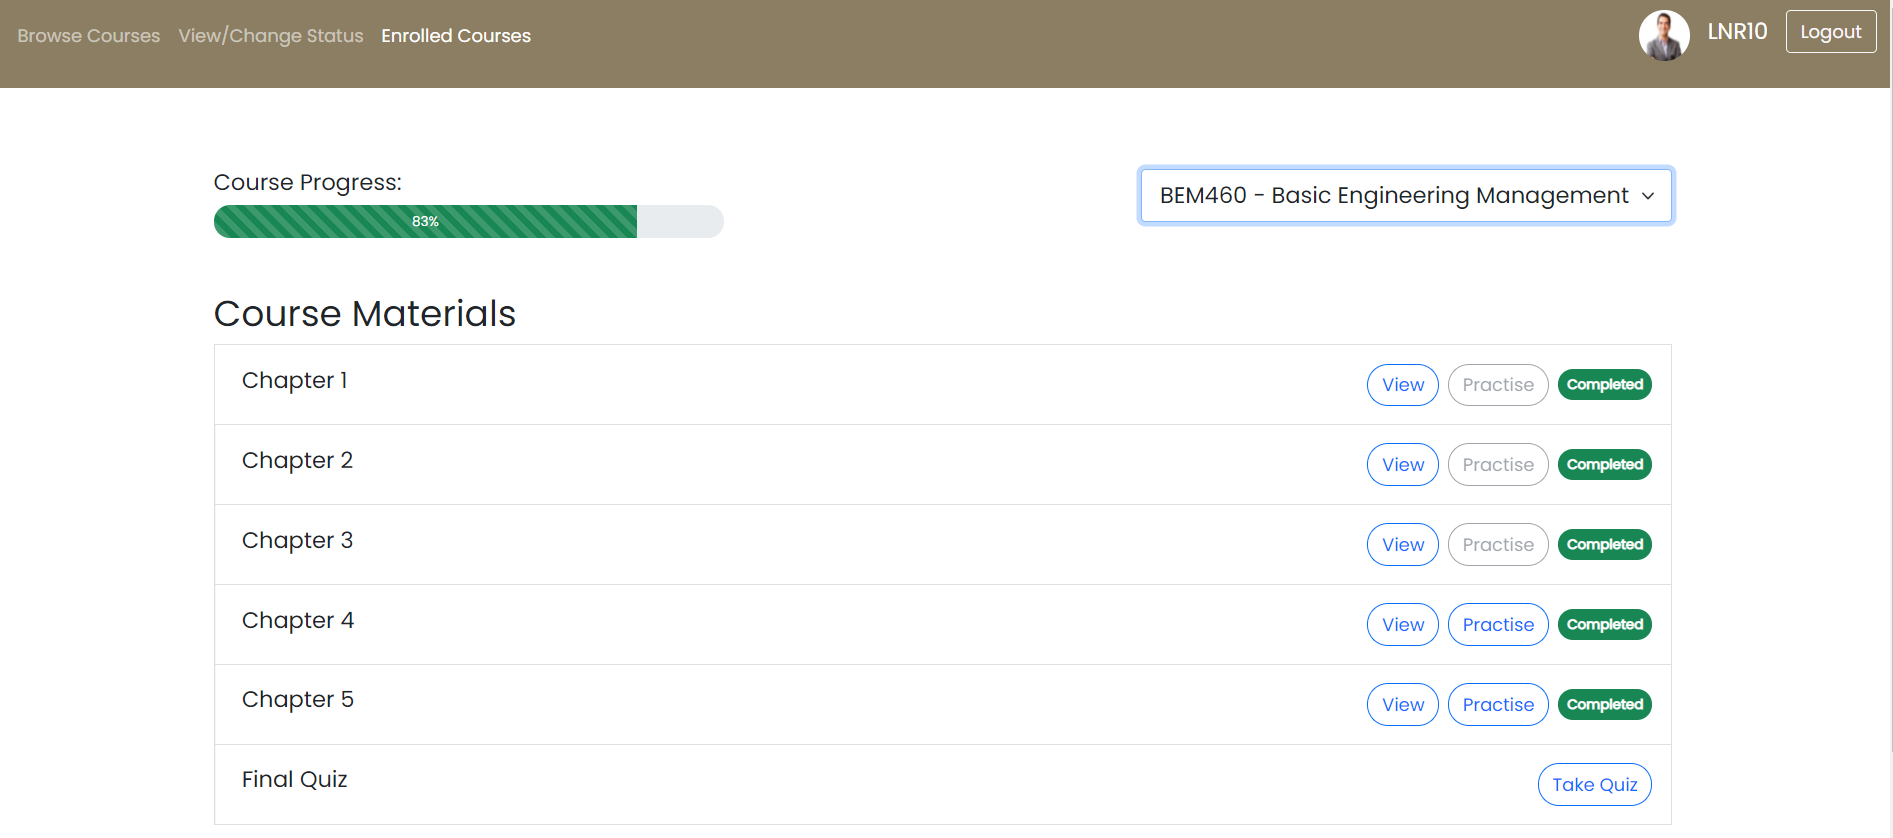 Browse Courses View/Change Status Enrolled Courses LNR10 Logout
Course Progress:
83%
BEM460 - Basic Engineering Management
Course Materials
Chapter 1 View Practise Completed
Chapter 2 View Practise Completed
Chapter 3 View Practise Completed
Chapter 4 View Practise Completed
Chapter 5 View Practise Completed
Final Quiz Take Quiz